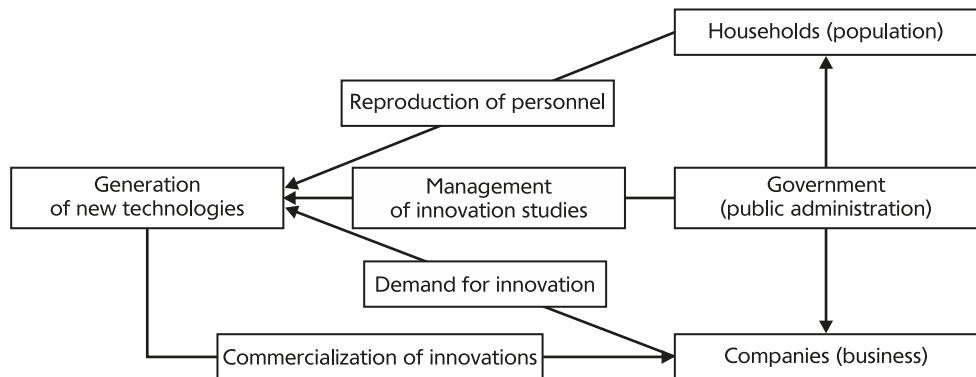 Households (population)
Reproduction of personnel
Generation
of new technologies
Management
of innovation studies
Government
(public administration)
Demand for innovation
Commercialization of innovations
Companies (business)